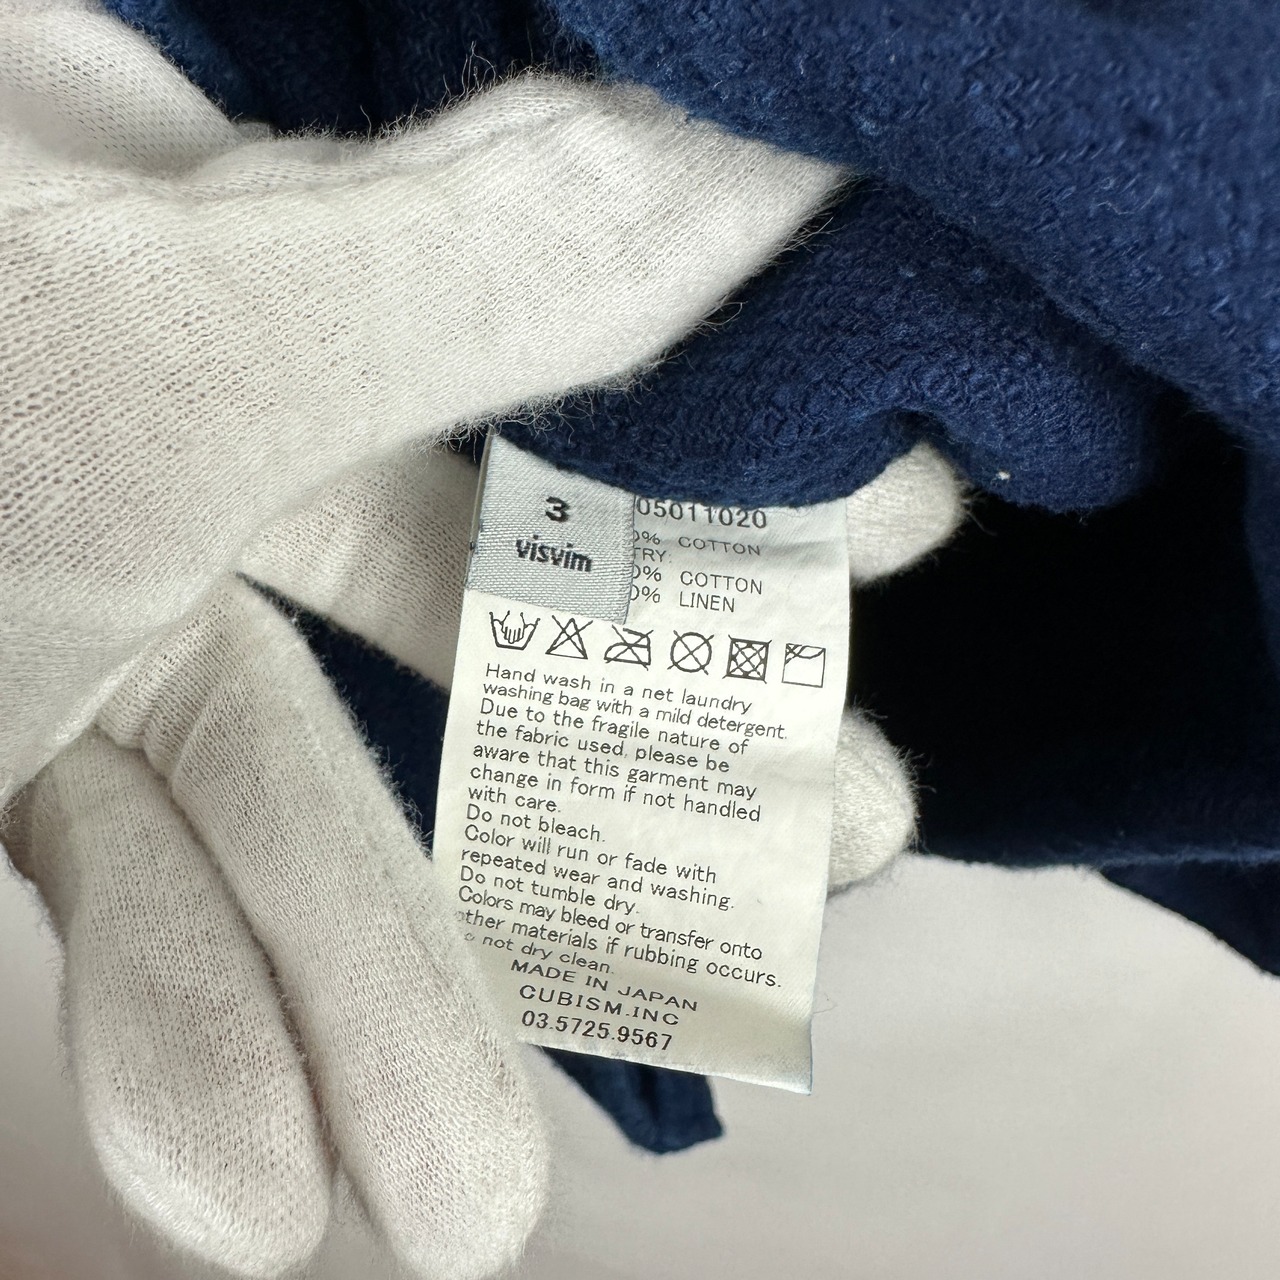 3
visvim
05011020
0% COTTON
TRY:
0% COTTON
0% LINEN
Hand wash in a net laundry
washing bag with a mild detergent.
Due to the fragile nature of
the fabric used, please be
aware that this garment may
change in form if not handled
with care.
Do not bleach.
Color will run or fade with
repeated wear and washing.
Do not tumble dry.
Colors may bleed or transfer onto
other materials if rubbing occurs.
not dry clean.
MADE IN JAPAN
CUBISM.INC
03.5725.9567